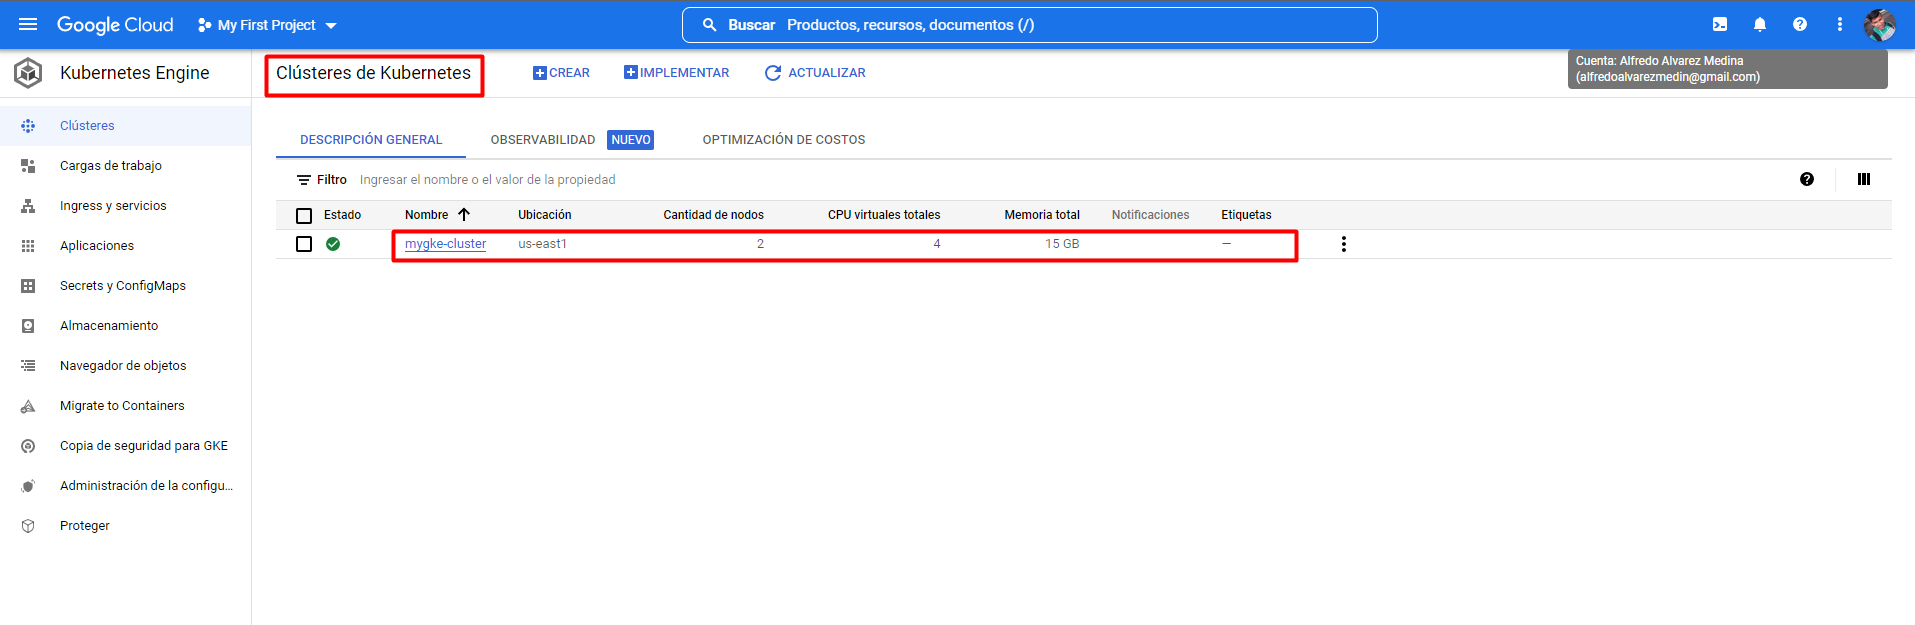 Google Cloud My First Project Buscar Productos, recursos, documentos (/)
Cuenta: Alfredo Alvarez Medina
(alfredoalvarezmedin@gmail.com)
Kubernetes Engine
Clústeres de Kubernetes CREAR IMPLEMENTAR ACTUALIZAR
Clústeres
Cargas de trabajo
Ingress y servicios
Aplicaciones
Secrets y ConfigMaps
Almacenamiento
Navegador de objetos
Migrate to Containers
Copia de seguridad para GKE
Administración de la configu...
Proteger
DESCRIPCIÓN GENERAL OBSERVABILIDAD NUEVO OPTIMIZACIÓN DE COSTOS
Filtro Ingresar el nombre o el valor de la propiedad
Estado Nombre Ubicación Cantidad de nodos CPU virtuales totales Memoria total Notificaciones Etiquetas
mygke-cluster us-east1 2 4 15 GB —